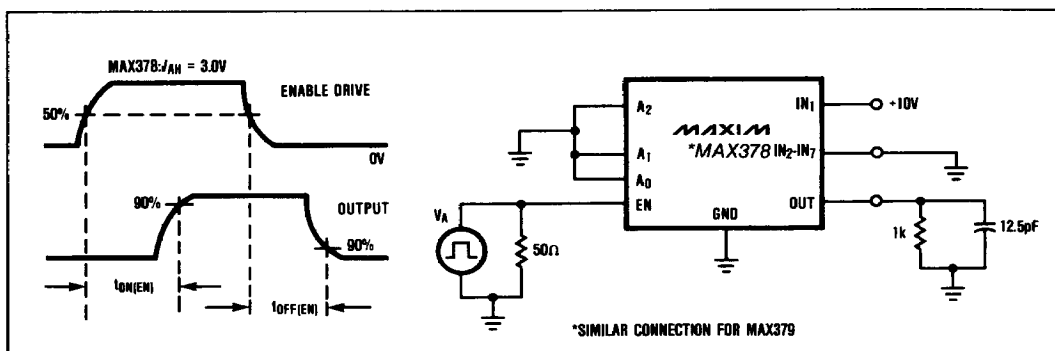 MAX378:VAH = 3.0V
ENABLE DRIVE
50%
0V
90%
OUTPUT
90%
tON(EN)
tOFF(EN)
A2
A1
A0
EN
MAXIM
*MAX378
GND
IN1
IN2-IN7
OUT
+10V
VA
50Ω
1k
12.5pF
*SIMILAR CONNECTION FOR MAX379